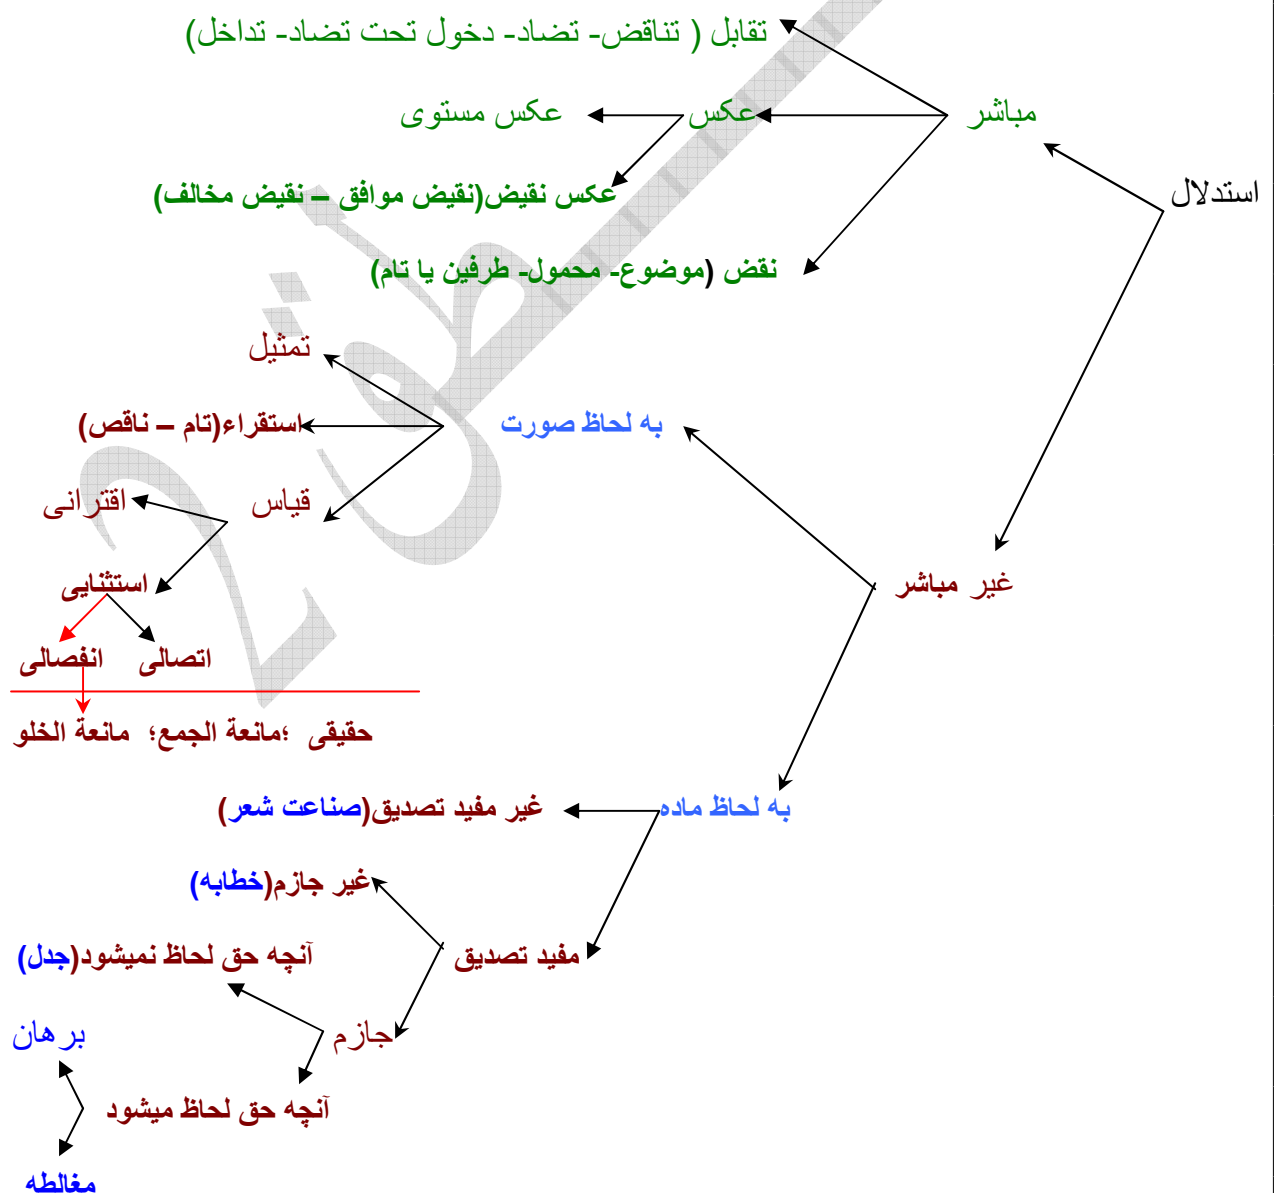 تقابل ( تناقض- تضاد- دخول تحت تضاد- تداخل)
مباشر عکس عکس مستوی
استدلال
عکس نقیض(نقیض موافق – نقیض مخالف)
نقض (موضوع- محمول- طرفین یا تام)
تمثیل
به لحاظ صورت استقراء(تام – ناقص)
قیاس اقترانی
غیر مباشر استثنایی
اتصالی انفصالی
حقیقی ؛مانعة الجمع؛ مانعة الخلو
به لحاظ ماده غیر مفید تصدیق(صناعت شعر)
غیر جازم(خطابه)
مفید تصدیق آنچه حق لحاظ نمیشود(جدل)
جازم برهان
آنچه حق لحاظ میشود
مغالطه